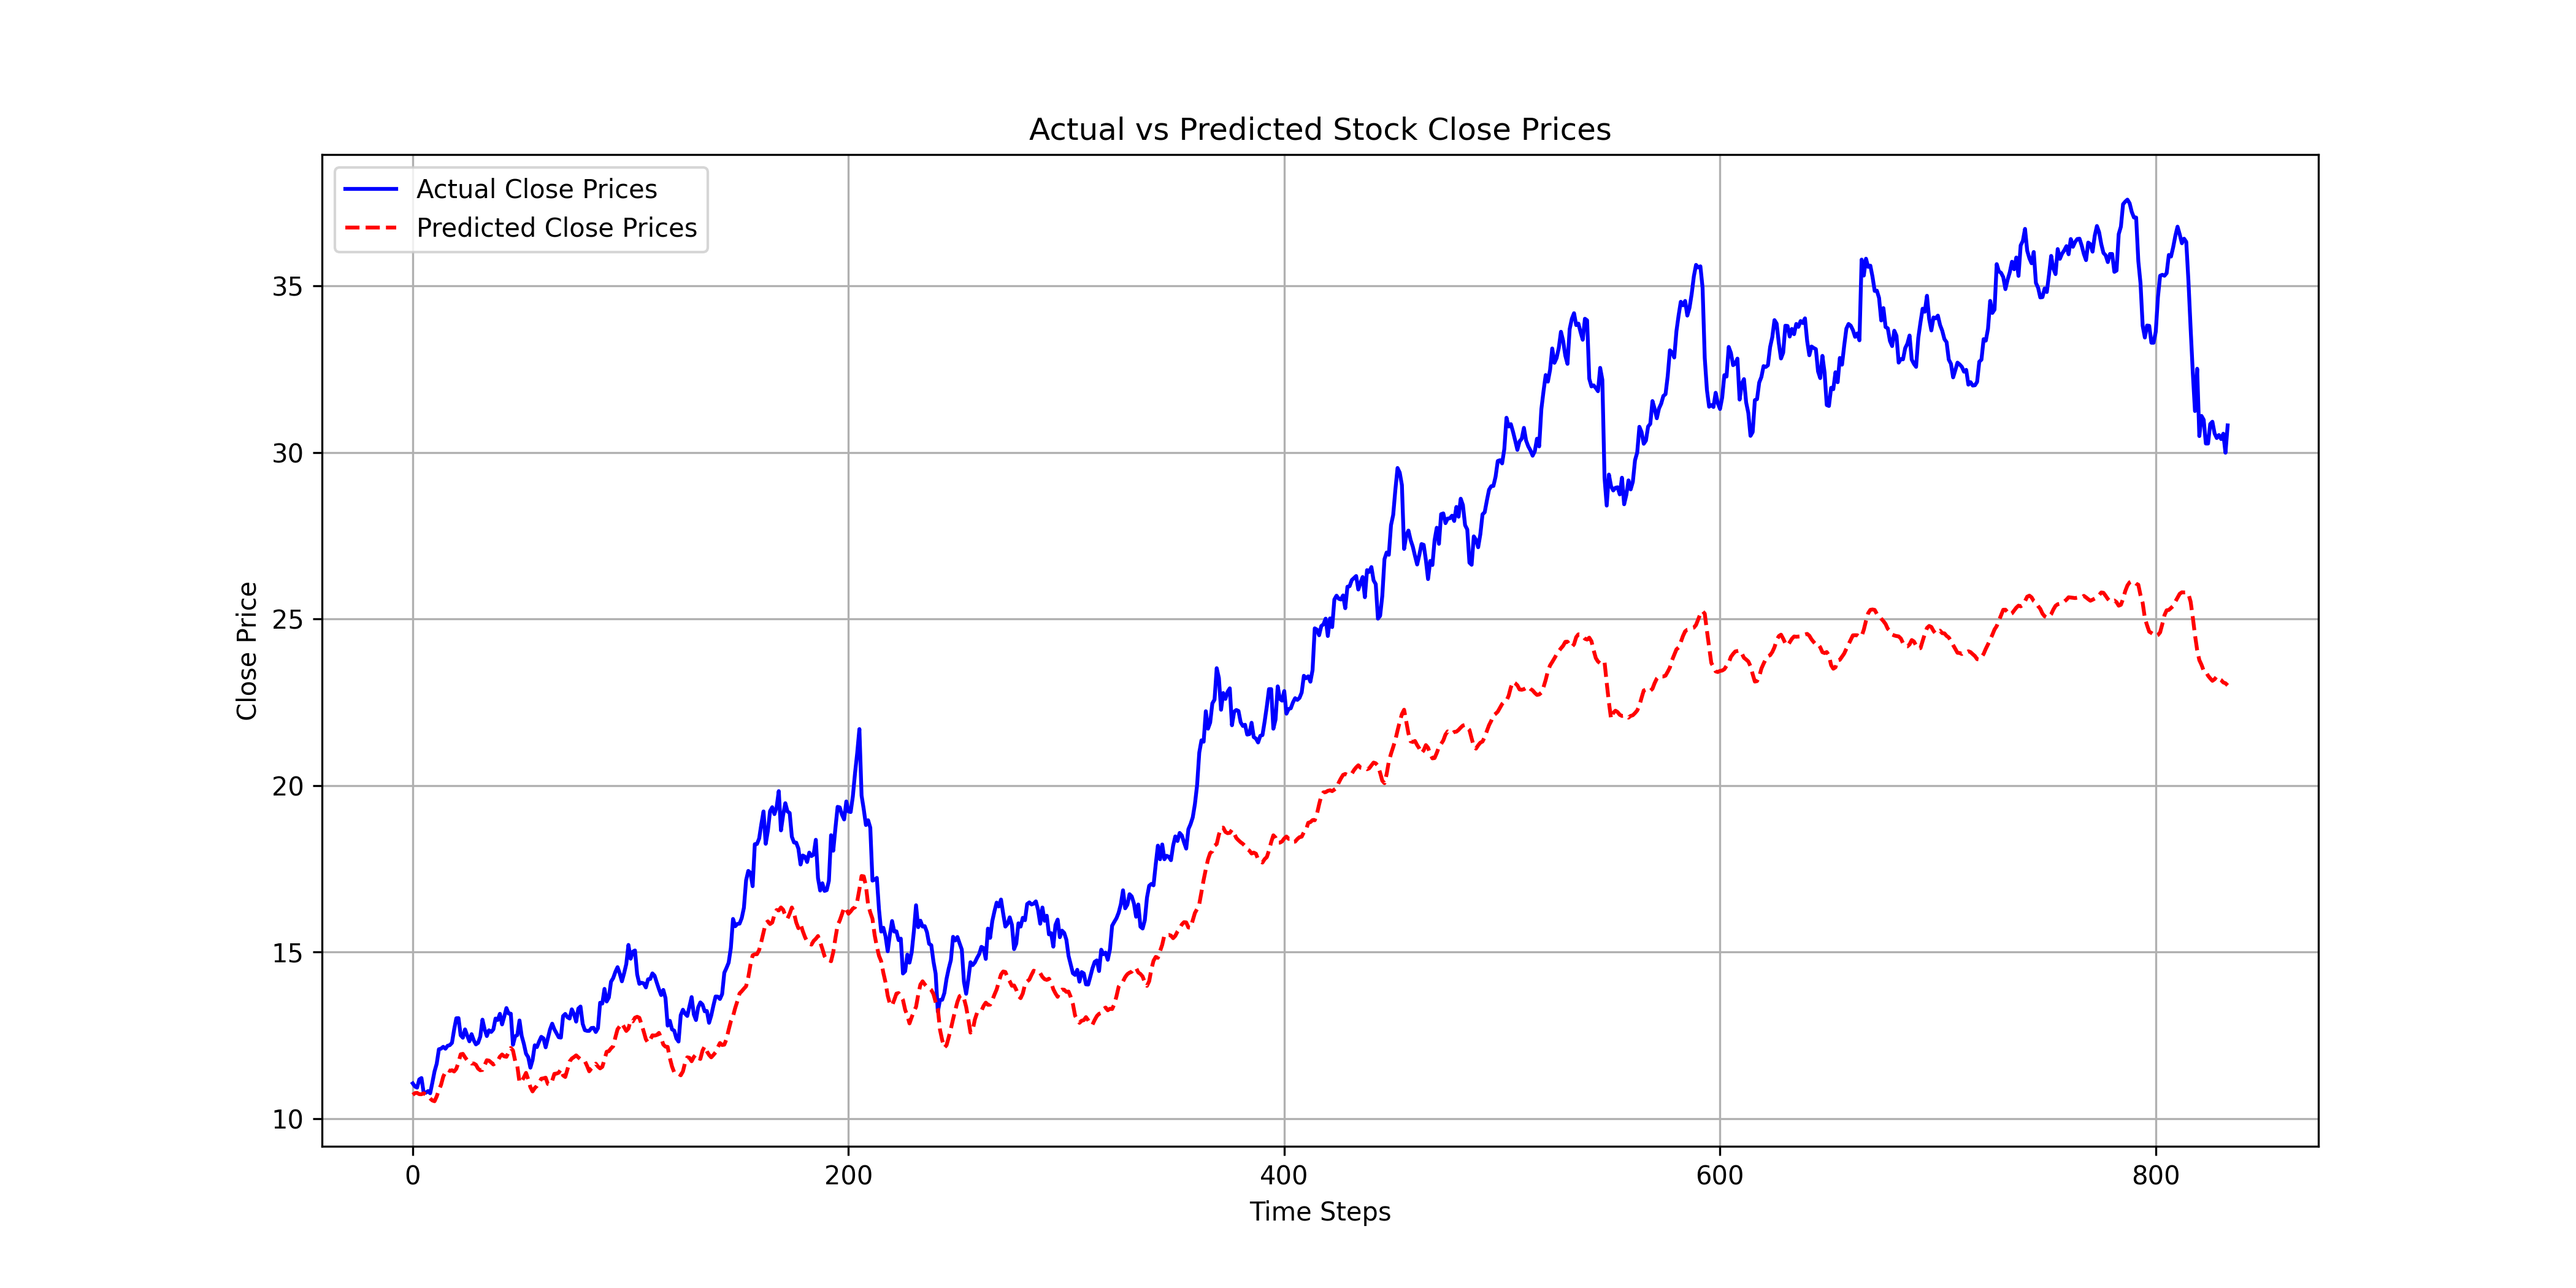 Actual vs Predicted Stock Close Prices
Actual Close Prices
Predicted Close Prices
35
30
25
20
15
10
Close Price
0 200 400 600 800
Time Steps